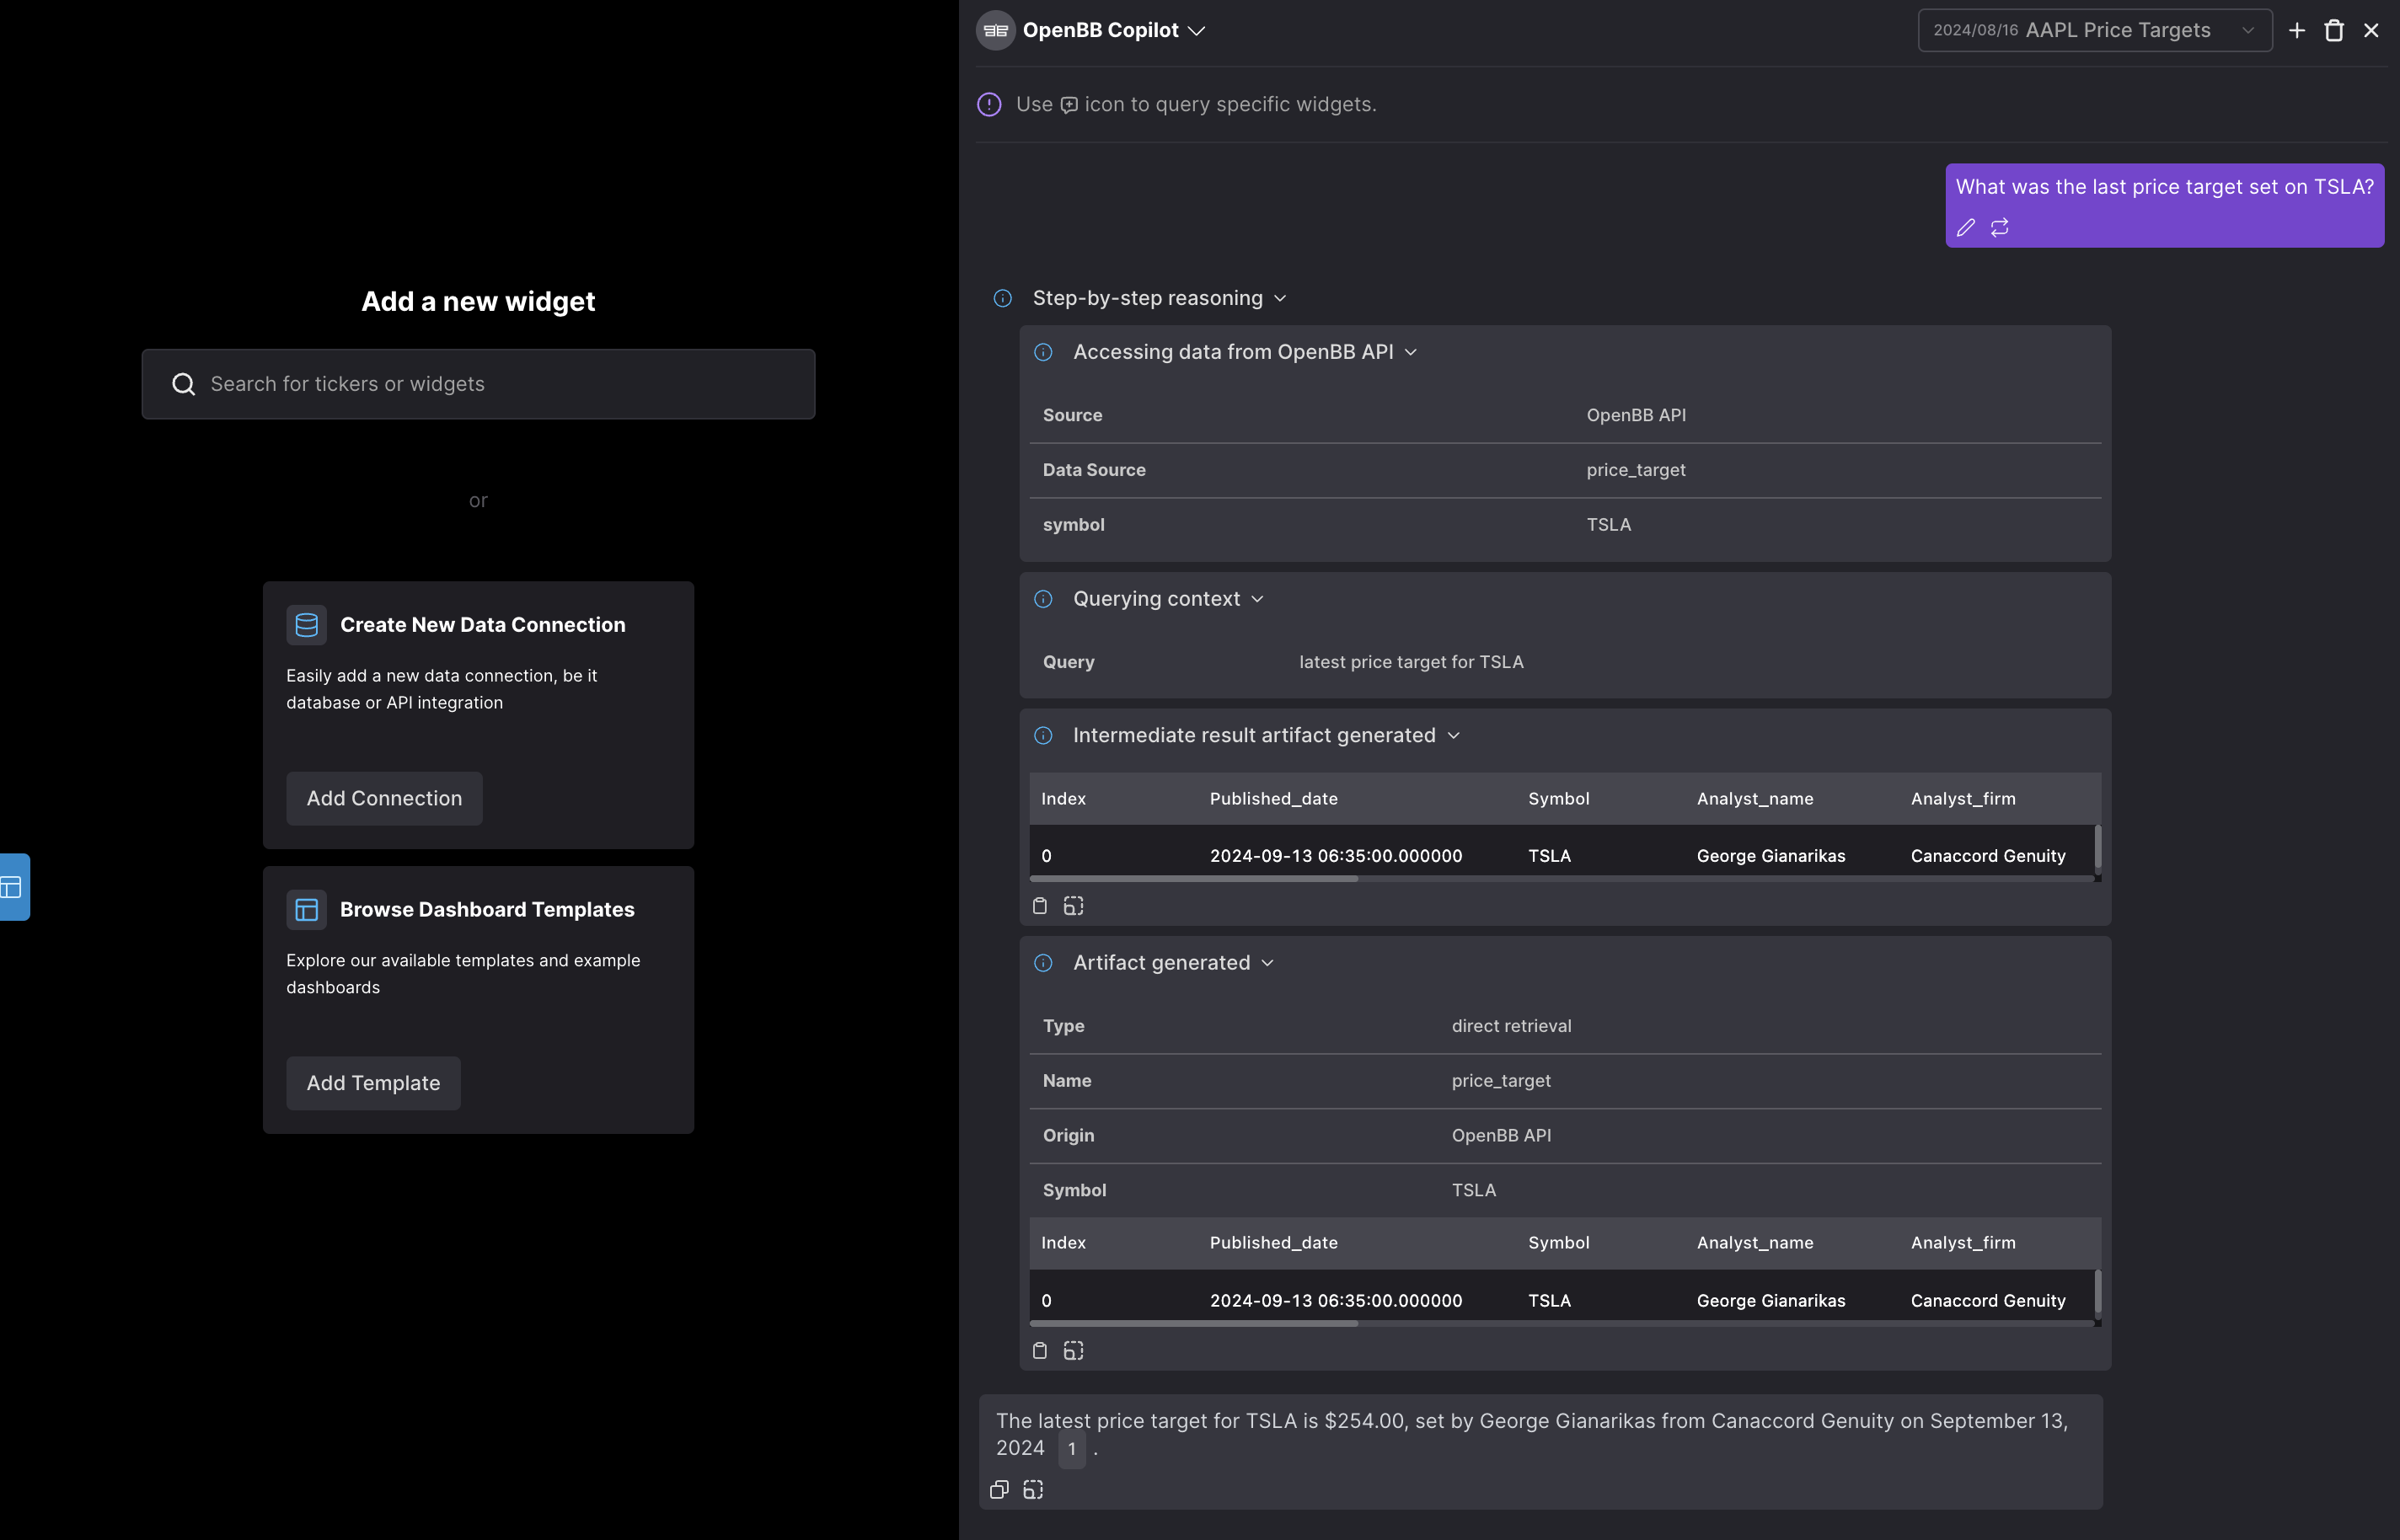 Add a new widget
Search for tickers or widgets
or
Create New Data Connection
Easily add a new data connection, be it
database or API integration
Add Connection
Browse Dashboard Templates
Explore our available templates and example
dashboards
Add Template
OpenBB Copilot
2024/08/16 AAPL Price Targets
Use icon to query specific widgets.
What was the last price target set on TSLA?
Step-by-step reasoning
Accessing data from OpenBB API
Source OpenBB API
Data Source price_target
symbol TSLA
Querying context
Query latest price target for TSLA
Intermediate result artifact generated
Index Published_date Symbol Analyst_name Analyst_firm
0 2024-09-13 06:35:00.000000 TSLA George Gianarikas Canaccord Genuity
Artifact generated
Type direct retrieval
Name price_target
Origin OpenBB API
Symbol TSLA
Index Published_date Symbol Analyst_name Analyst_firm
0 2024-09-13 06:35:00.000000 TSLA George Gianarikas Canaccord Genuity
The latest price target for TSLA is $254.00, set by George Gianarikas from Canaccord Genuity on September 13,
2024 1 .